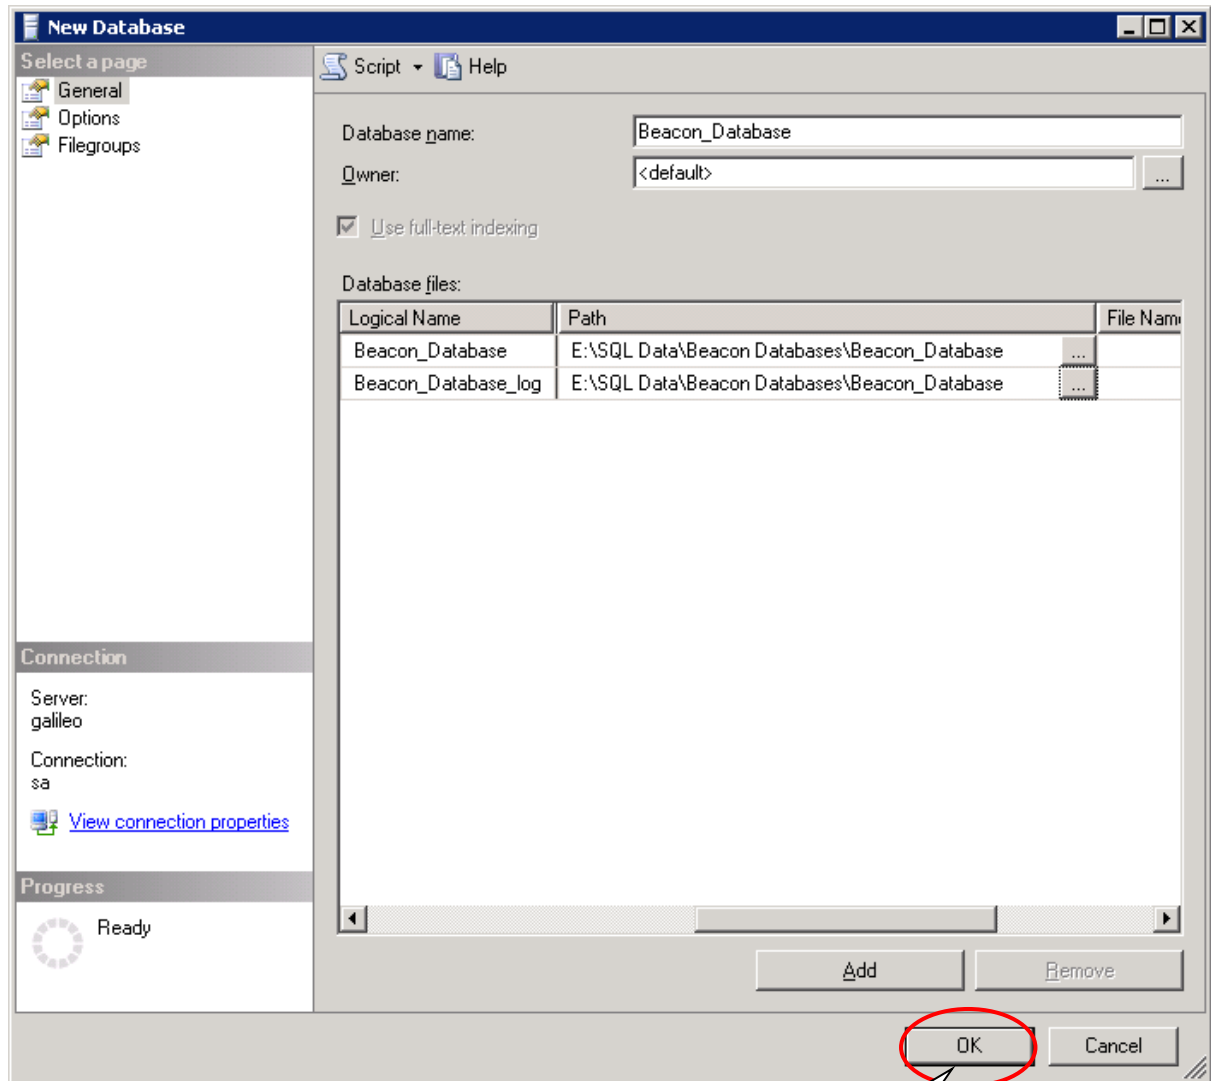 New Database
Select a page
General
Options
Filegroups
Script
Help
Database name:
Beacon_Database
Owner:
<default>
...
Use full-text indexing
Database files:
Logical Name Path File Nam
Beacon_Database E:\SQL Data\Beacon Databases\Beacon_Database ...
Beacon_Database_log E:\SQL Data\Beacon Databases\Beacon_Database ...
Connection
Server:
galileo
Connection:
sa
View connection properties
Progress
Ready
Add
Remove
OK
Cancel